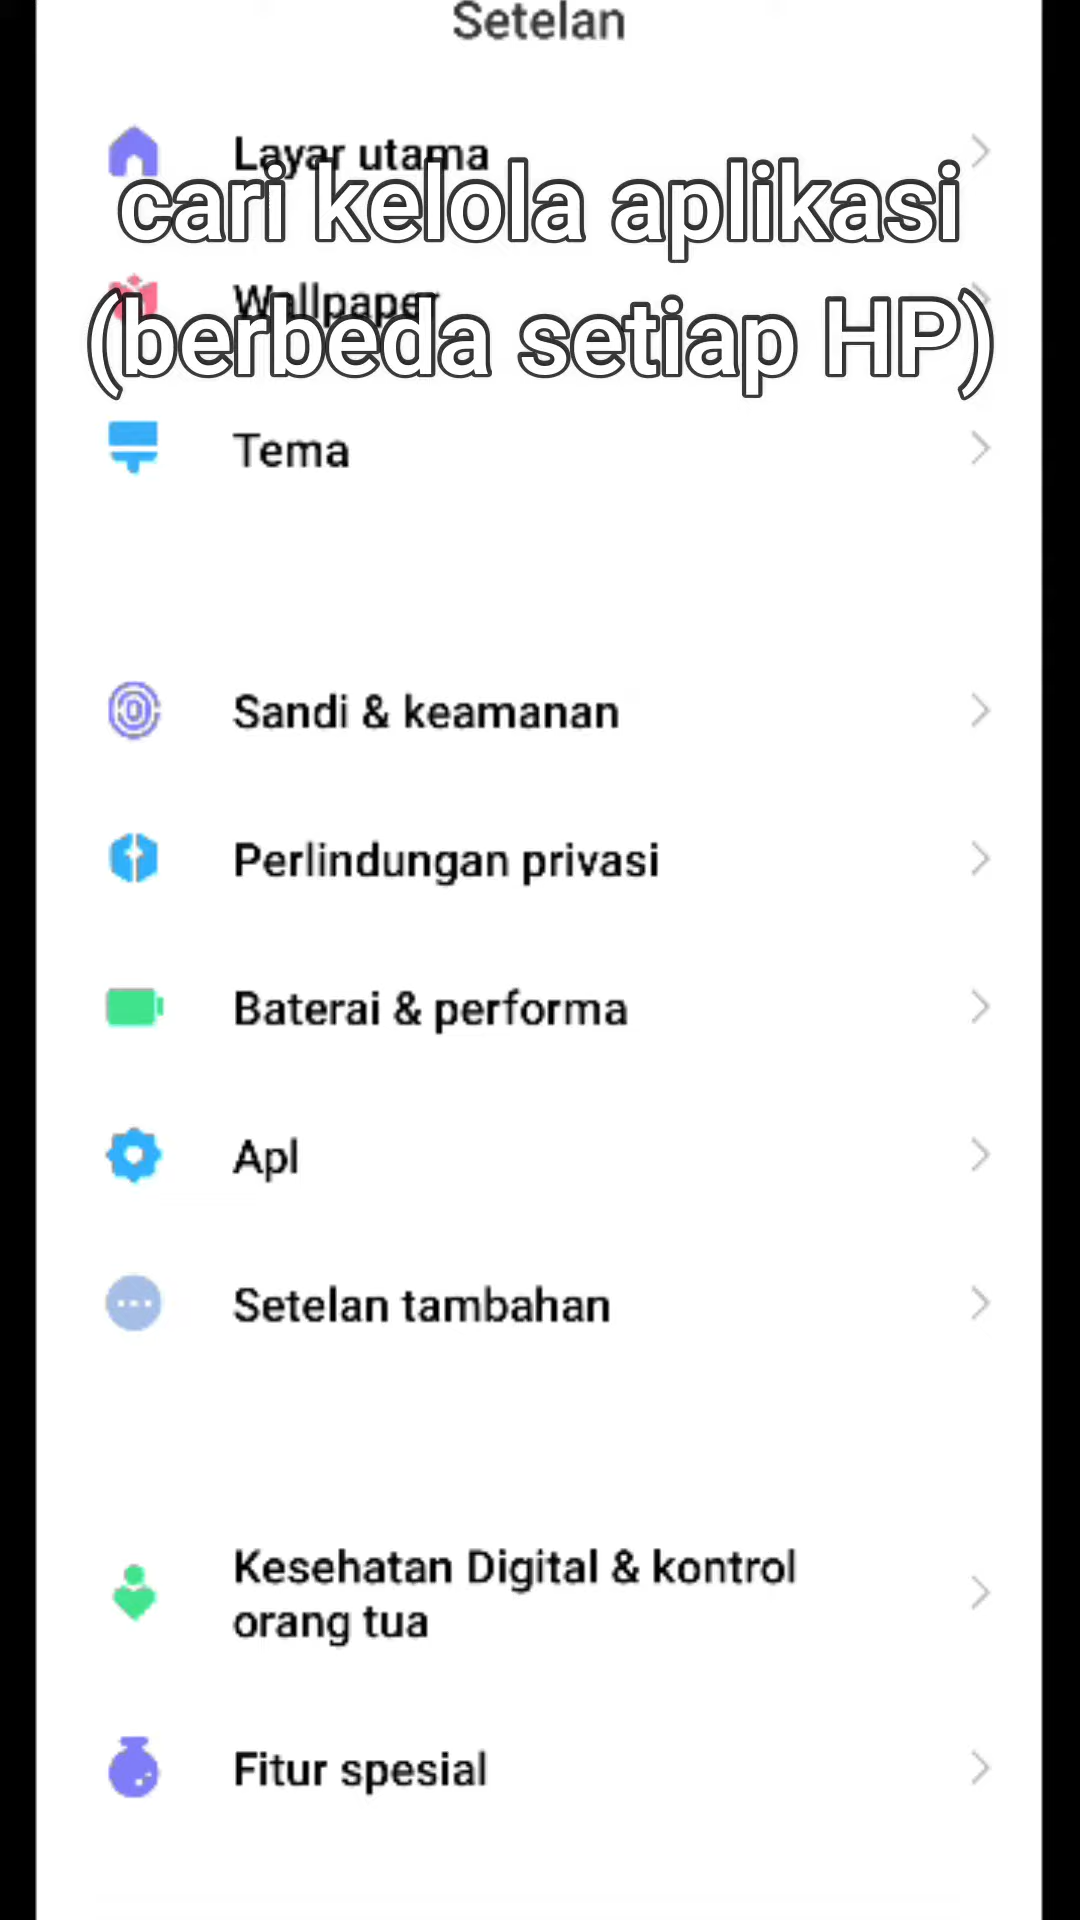 Setelan
Layar utama
cari kelola aplikasi
Wallpaper
(berbeda setiap HP)
Tema
Sandi & keamanan
Perlindungan privasi
Baterai & performa
Apl
Setelan tambahan
Kesehatan Digital & kontrol
orang tua
Fitur spesial